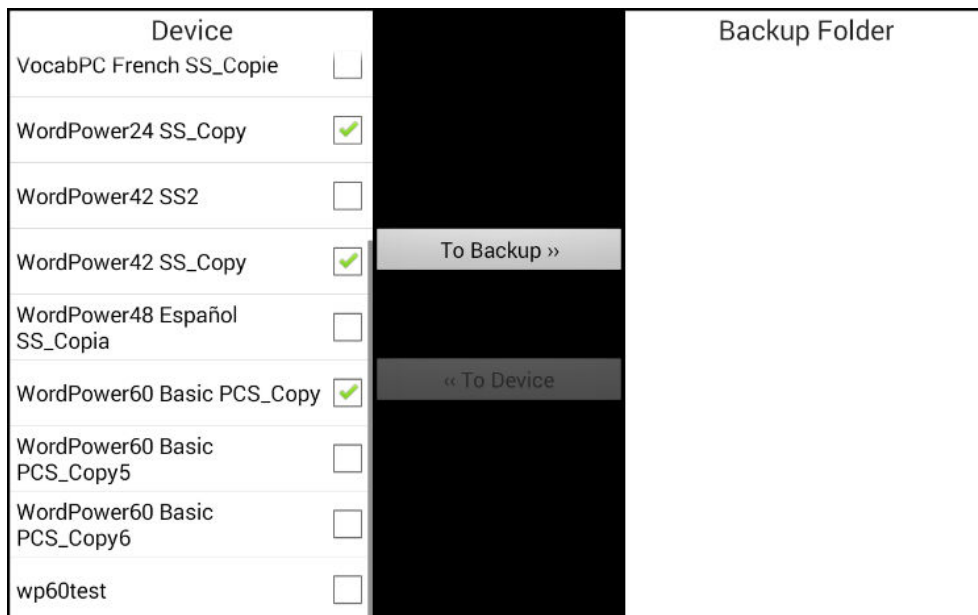 Device
VocabPC French SS_Copie
WordPower24 SS_Copy
WordPower42 SS2
WordPower42 SS_Copy
WordPower48 Español
SS_Copia
WordPower60 Basic PCS_Copy
WordPower60 Basic
PCS_Copy5
WordPower60 Basic
PCS_Copy6
wp60test
To Backup ››
‹‹ To Device
Backup Folder